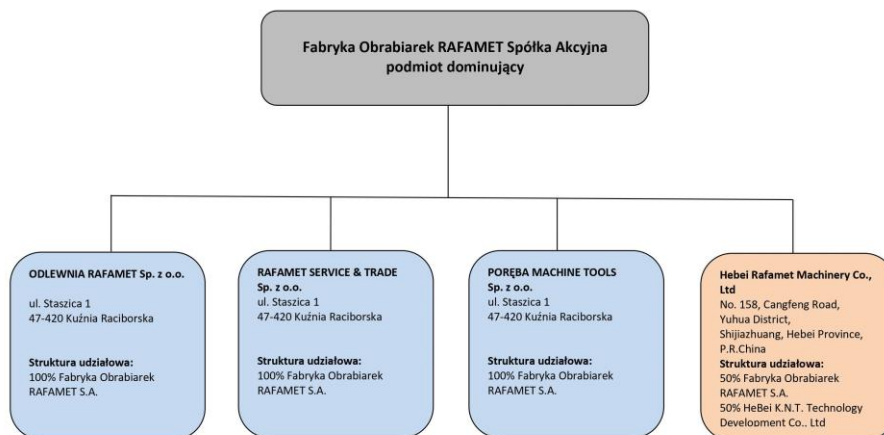 Fabryka Obrabiarek RAFAMET Spółka Akcyjna
podmiot dominujący
ODLEWNIA RAFAMET Sp. z o.o.
ul. Staszica 1
47-420 Kuźnia Raciborska
Struktura udziałowa:
100% Fabryka Obrabiarek
RAFAMET S.A.
RAFAMET SERVICE & TRADE
Sp. z o.o.
ul. Staszica 1
47-420 Kuźnia Raciborska
Struktura udziałowa:
100% Fabryka Obrabiarek
RAFAMET S.A.
PORĘBA MACHINE TOOLS
Sp. z o.o.
ul. Staszica 1
47-420 Kuźnia Raciborska
Struktura udziałowa:
100% Fabryka Obrabiarek
RAFAMET S.A.
Hebei Rafamet Machinery Co.,
Ltd
No. 158, Cangfeng Road,
Yuhua District,
Shijiazhuang, Hebei Province,
P.R.China
Struktura udziałowa:
50% Fabryka Obrabiarek
RAFAMET S.A.
50% HeBei K.N.T. Technology
Development Co., Ltd